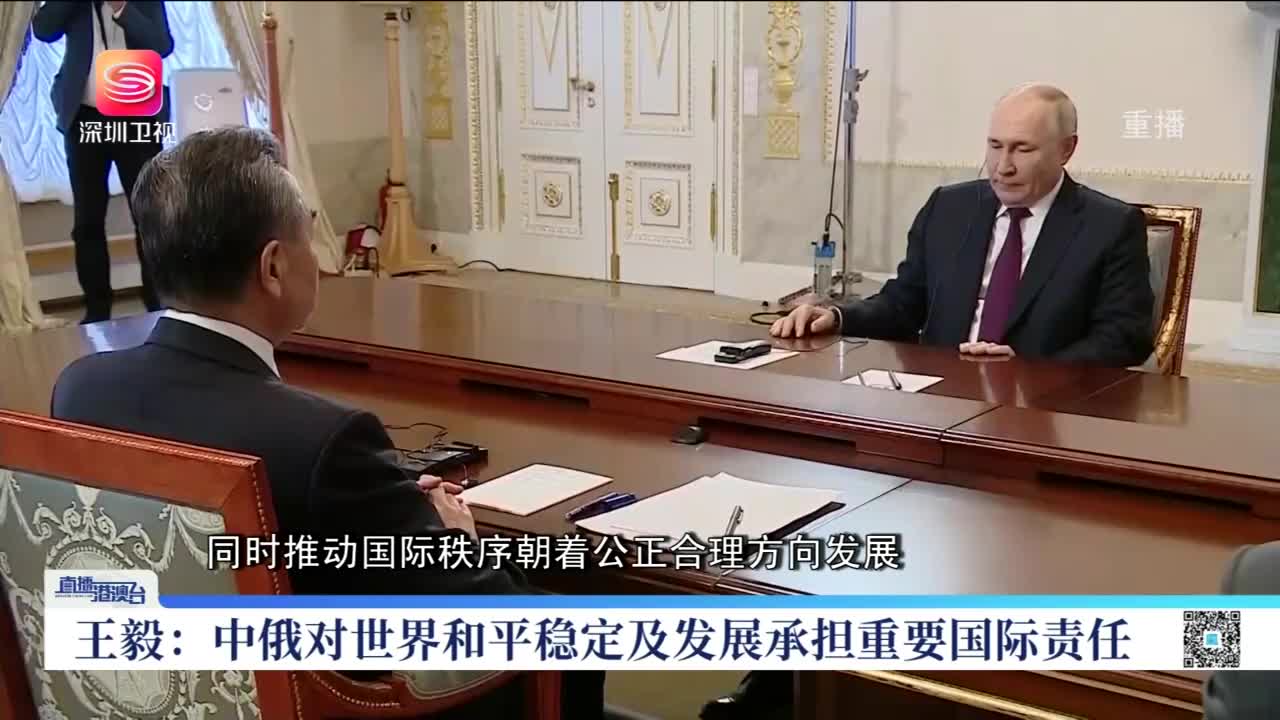 深圳卫视
重播
同时推动国际秩序朝着公正合理方向发展
直播港澳台
王毅：中俄对世界和平稳定及发展承担重要国际责任